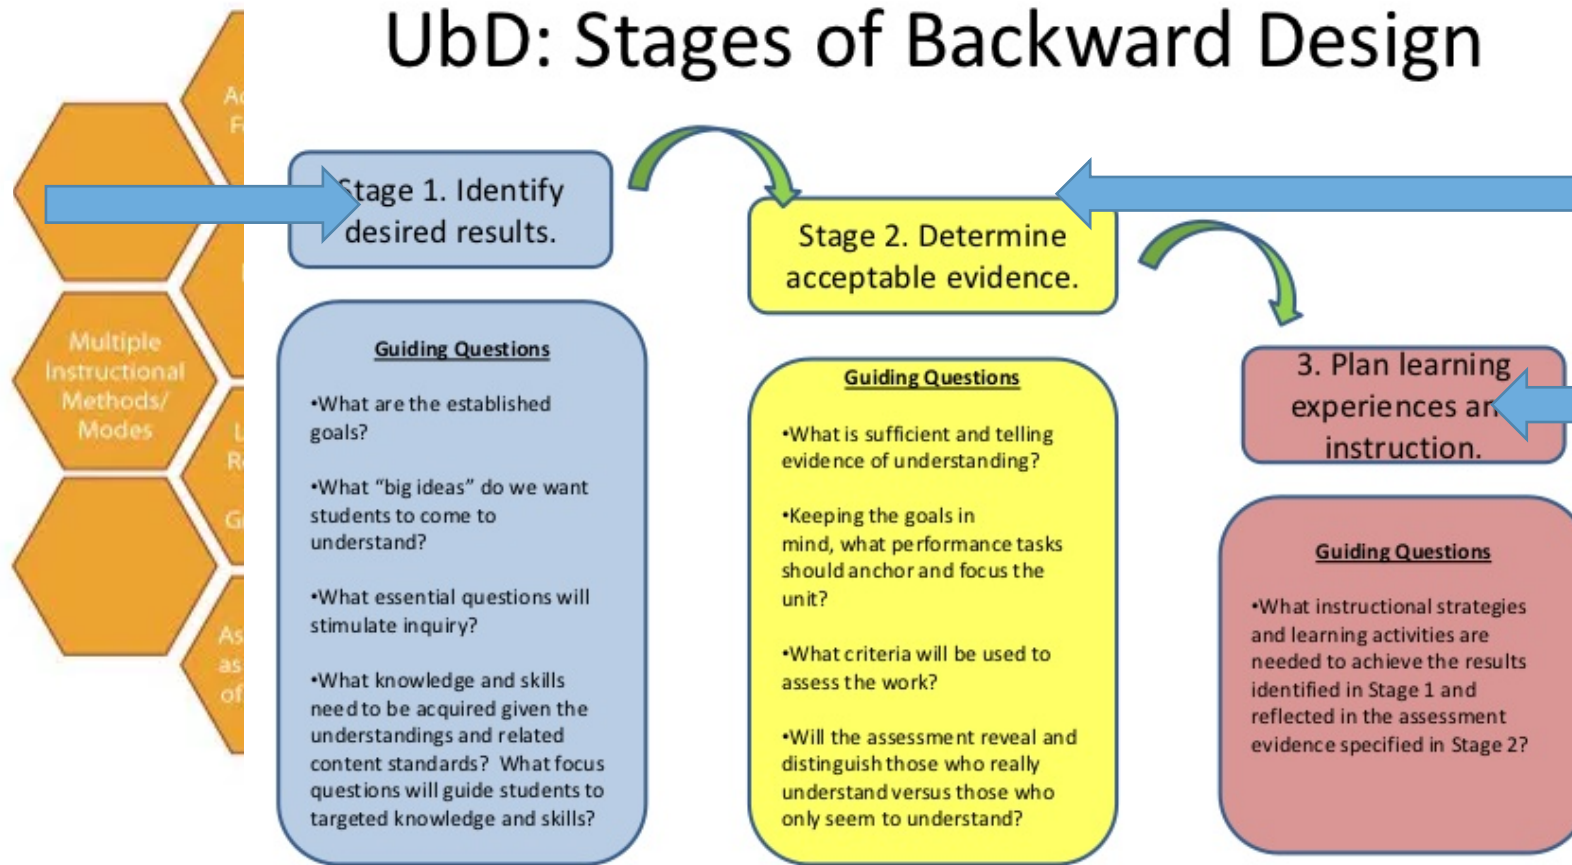 UbD: Stages of Backward Design
Stage 1. Identify
desired results.
Stage 2. Determine
acceptable evidence.
3. Plan learning
experiences
instruction.
Multiple
Instructional
Methods/
Modes
Guiding Questions
•What are the established
goals?
•What “big ideas” do we want
students to come to
understand?
•What essential questions will
stimulate inquiry?
•What knowledge and skills
need to be acquired given the
understandings and related
content standards?  What focus
questions will guide students to
targeted knowledge and skills?
Guiding Questions
•What is sufficient and telling
evidence of understanding?
•Keeping the goals in
mind, what performance tasks
should anchor and focus the
unit?
•What criteria will be used to
assess the work?
•Will the assessment reveal and
distinguish those who really
understand versus those who
only seem to understand?
Guiding Questions
•What instructional strategies
and learning activities are
needed to achieve the results
identified in Stage 1 and
reflected in the assessment
evidence specified in Stage 2?